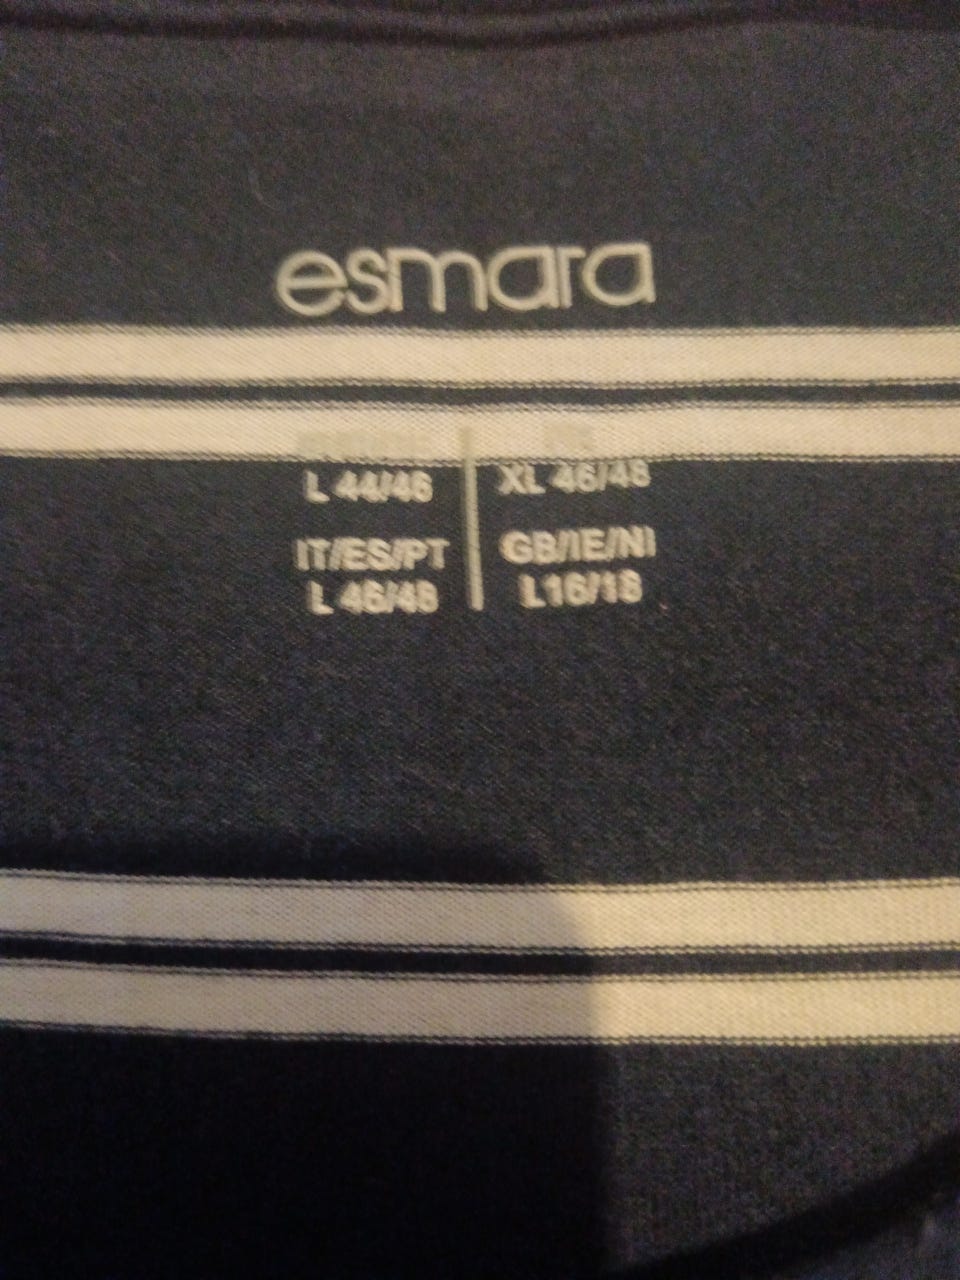 esmara
L 44/46 XL 46/48
IT/ES/PT GB/IE/NI
L 46/48 L16/18